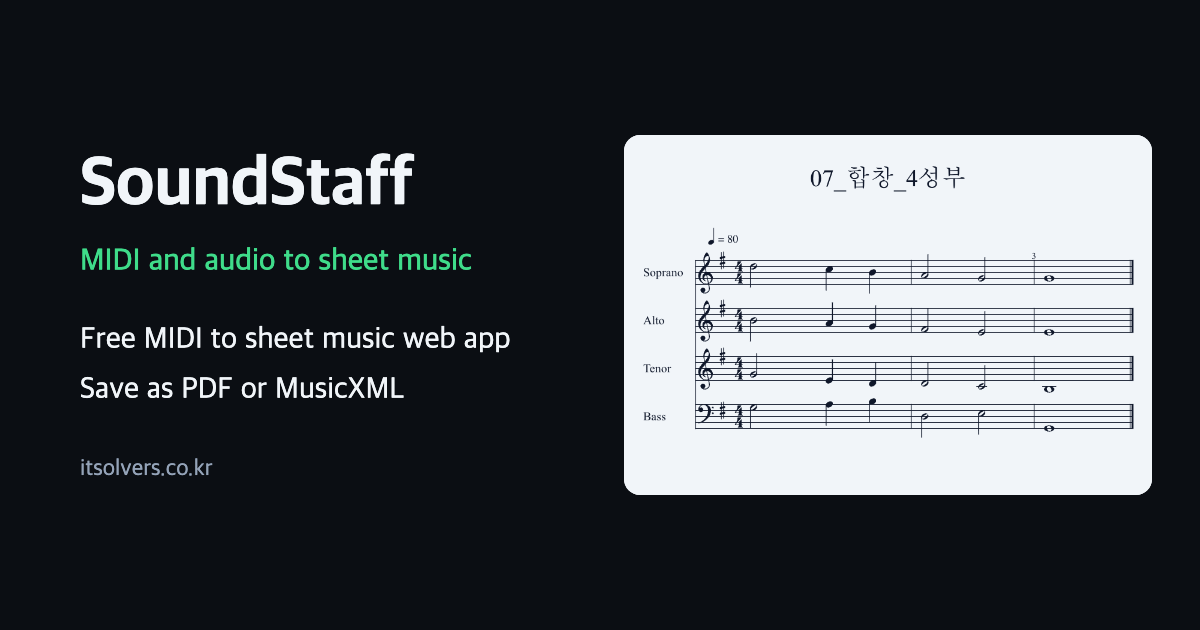 SoundStaff
MIDI and audio to sheet music
Free MIDI to sheet music web app
Save as PDF or MusicXML
itsolvers.co.kr
07_합창_4성부
= 80
Soprano
3
Alto
Tenor
Bass